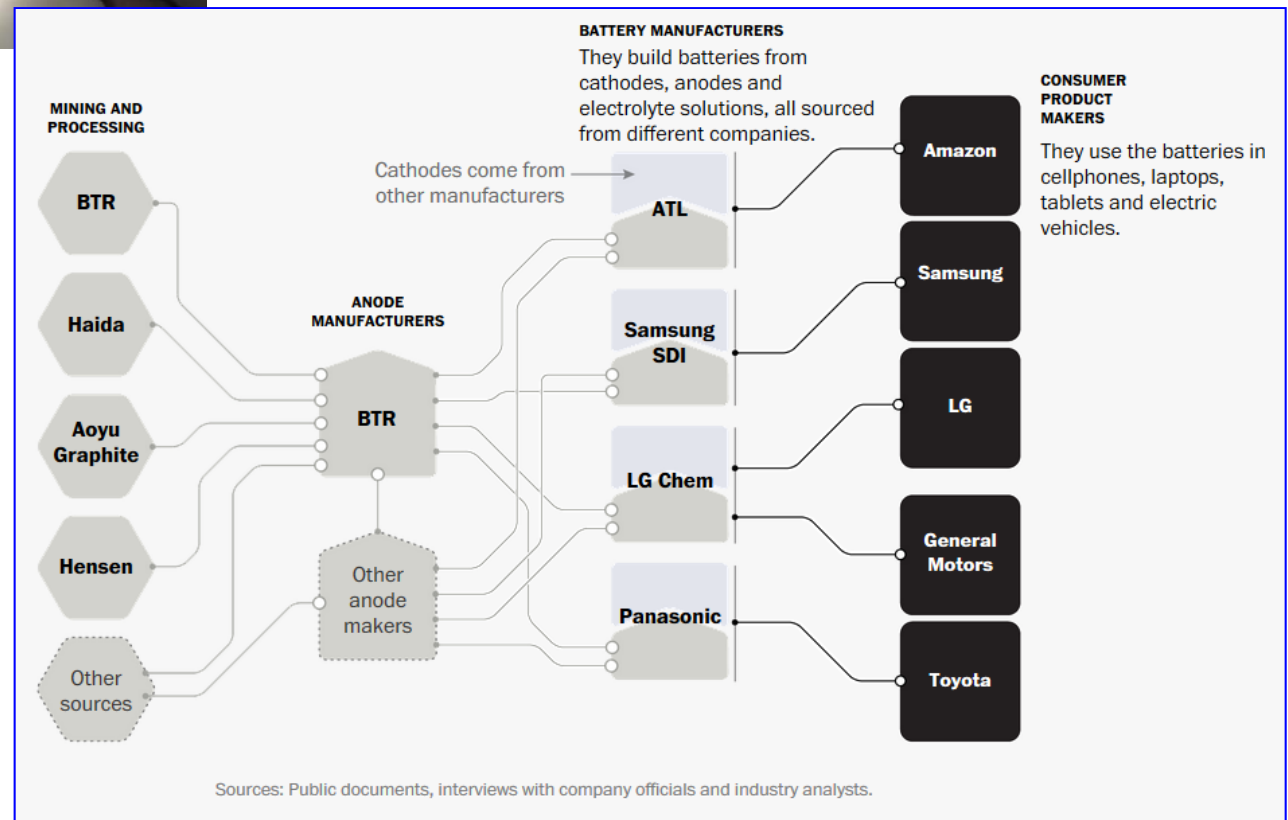 MINING AND
PROCESSING
BTR
Haida
Aoyu
Graphite
Hensen
Other
sources
ANODE
MANUFACTURERS
BTR
Other
anode
makers
BATTERY MANUFACTURERS
They build batteries from
cathodes, anodes and
electrolyte solutions, all sourced
from different companies.
Cathodes come from
other manufacturers
ATL
Samsung
SDI
LG Chem
Panasonic
CONSUMER
PRODUCT
MAKERS
They use the batteries in
cellphones, laptops,
tablets and electric
vehicles.
Amazon
Samsung
LG
General
Motors
Toyota
Sources: Public documents, interviews with company officials and industry analysts.